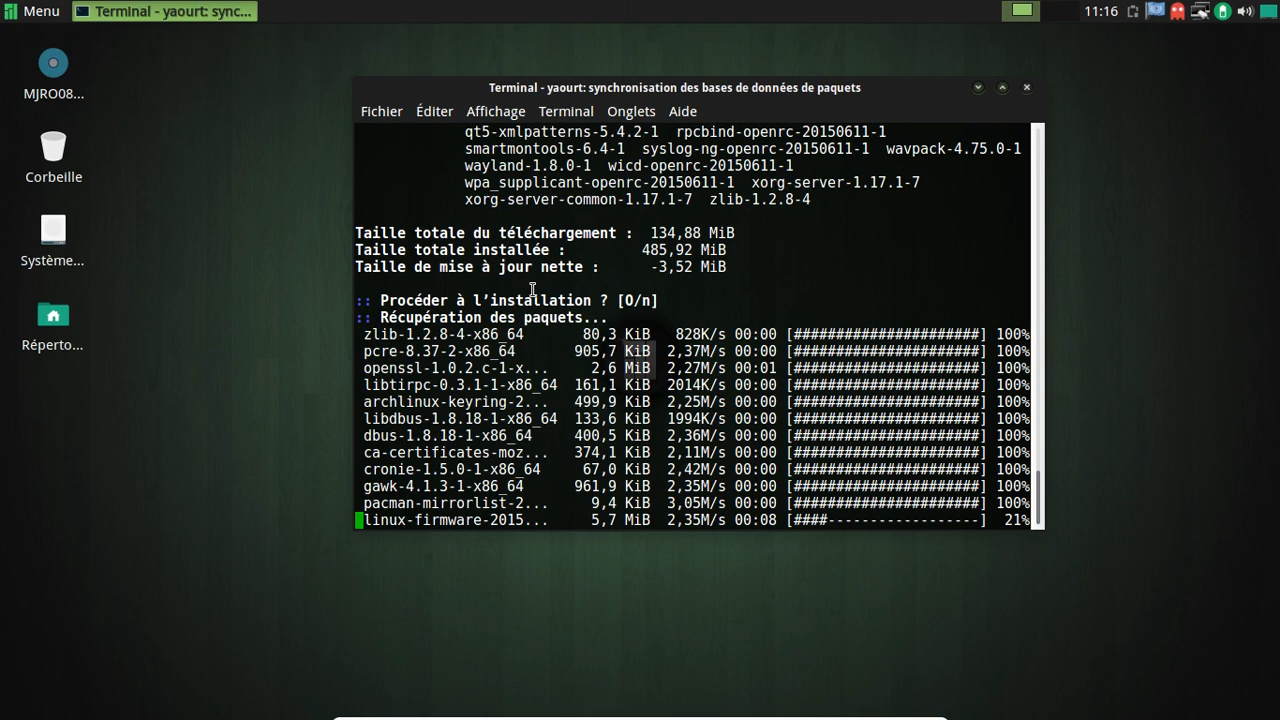 Menu Terminal - yaourt: sync... 11:16
MJRO08...
Corbeille
Système...
Réperto...
Terminal - yaourt: synchronisation des bases de données de paquets
Fichier Éditer Affichage Terminal Onglets Aide
qt5-xmlpatterns-5.4.2-1 rpcbind-openrc-20150611-1
smartmontools-6.4-1 syslog-ng-openrc-20150611-1 wavpack-4.75.0-1
wayland-1.8.0-1 wicd-openrc-20150611-1
wpa_supplicant-openrc-20150611-1 xorg-server-1.17.1-7
xorg-server-common-1.17.1-7 zlib-1.2.8-4
Taille totale du téléchargement : 134,88 MiB
Taille totale installée : 485,92 MiB
Taille de mise à jour nette : -3,52 MiB
:: Procéder à l’installation ? [O/n]
:: Récupération des paquets...
zlib-1.2.8-4-x86_64 80,3 KiB 828K/s 00:00 [######################] 100%
pcre-8.37-2-x86_64 905,7 KiB 2,37M/s 00:00 [######################] 100%
openssl-1.0.2.c-1-x... 2,6 MiB 2,27M/s 00:01 [######################] 100%
libtirpc-0.3.1-1-x86_64 161,1 KiB 2014K/s 00:00 [######################] 100%
archlinux-keyring-2... 499,9 KiB 2,25M/s 00:00 [######################] 100%
libdbus-1.8.18-1-x86_64 133,6 KiB 1994K/s 00:00 [######################] 100%
dbus-1.8.18-1-x86_64 400,5 KiB 2,36M/s 00:00 [######################] 100%
ca-certificates-moz... 374,1 KiB 2,11M/s 00:00 [######################] 100%
cronie-1.5.0-1-x86_64 67,0 KiB 2,42M/s 00:00 [######################] 100%
gawk-4.1.3-1-x86_64 961,9 KiB 2,35M/s 00:00 [######################] 100%
pacman-mirrorlist-2... 9,4 KiB 3,05M/s 00:00 [######################] 100%
linux-firmware-2015... 5,7 MiB 2,35M/s 00:08 [####------------------] 21%